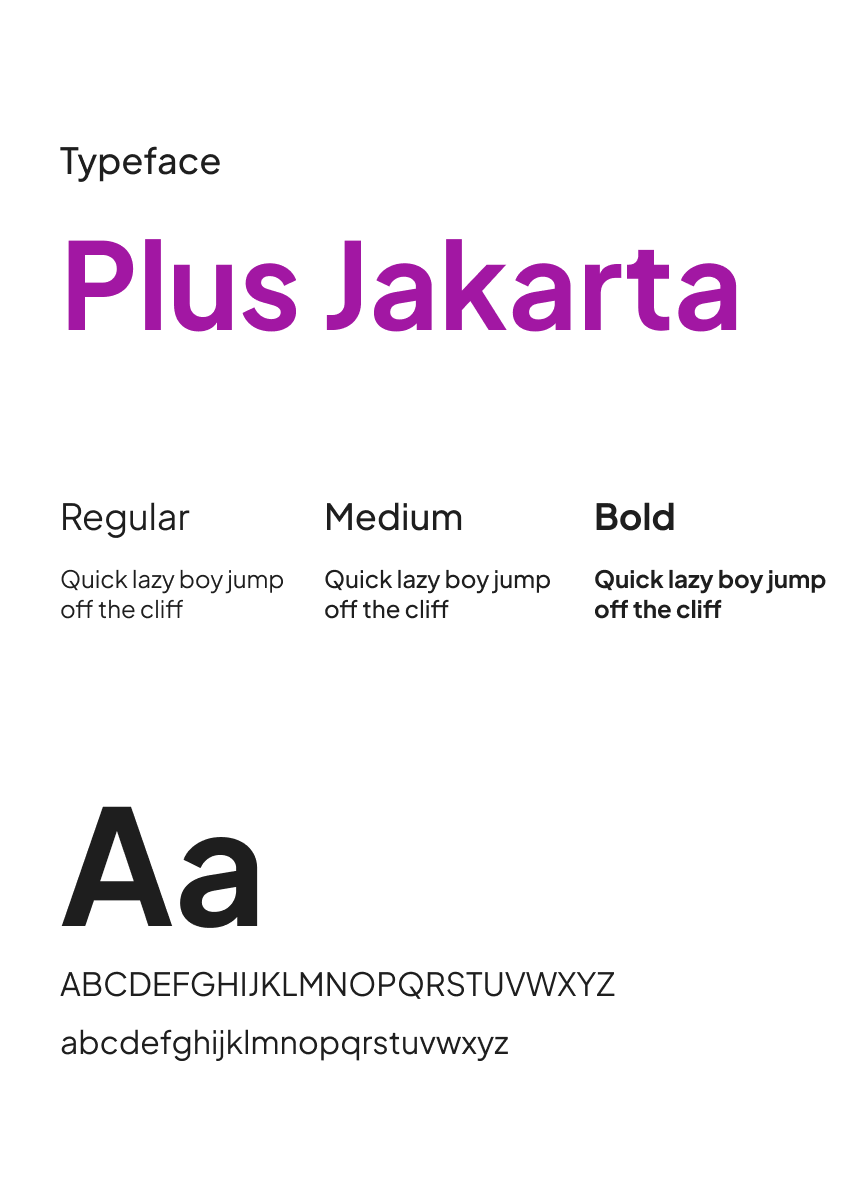 Typeface
Plus Jakarta
Regular
Quick lazy boy jump
off the cliff
Medium
Quick lazy boy jump
off the cliff
Bold
Quick lazy boy jump
off the cliff
Aa
ABCDEFGHIJKLMNOPQRSTUVWXYZ
abcdefghijklmnopqrstuvwxyz